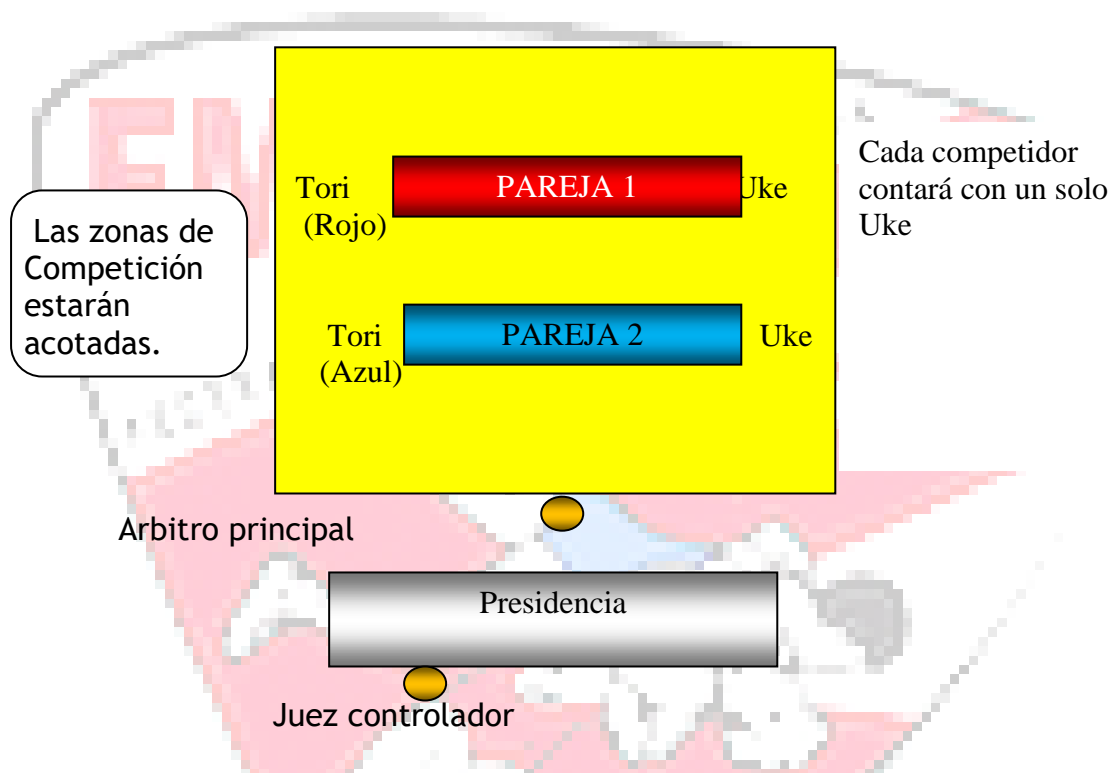 Tori
(Rojo)
PAREJA 1
Uke
Cada competidor
contará con un solo
Uke
Las zonas de
Competición
estarán
acotadas.
Tori
(Azul)
PAREJA 2
Uke
Arbitro principal
Presidencia
Juez controlador